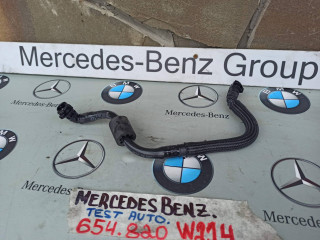 Mercedes-Benz Group
MERCEDES BENZ.
TEST AUTO.
654.820 W214